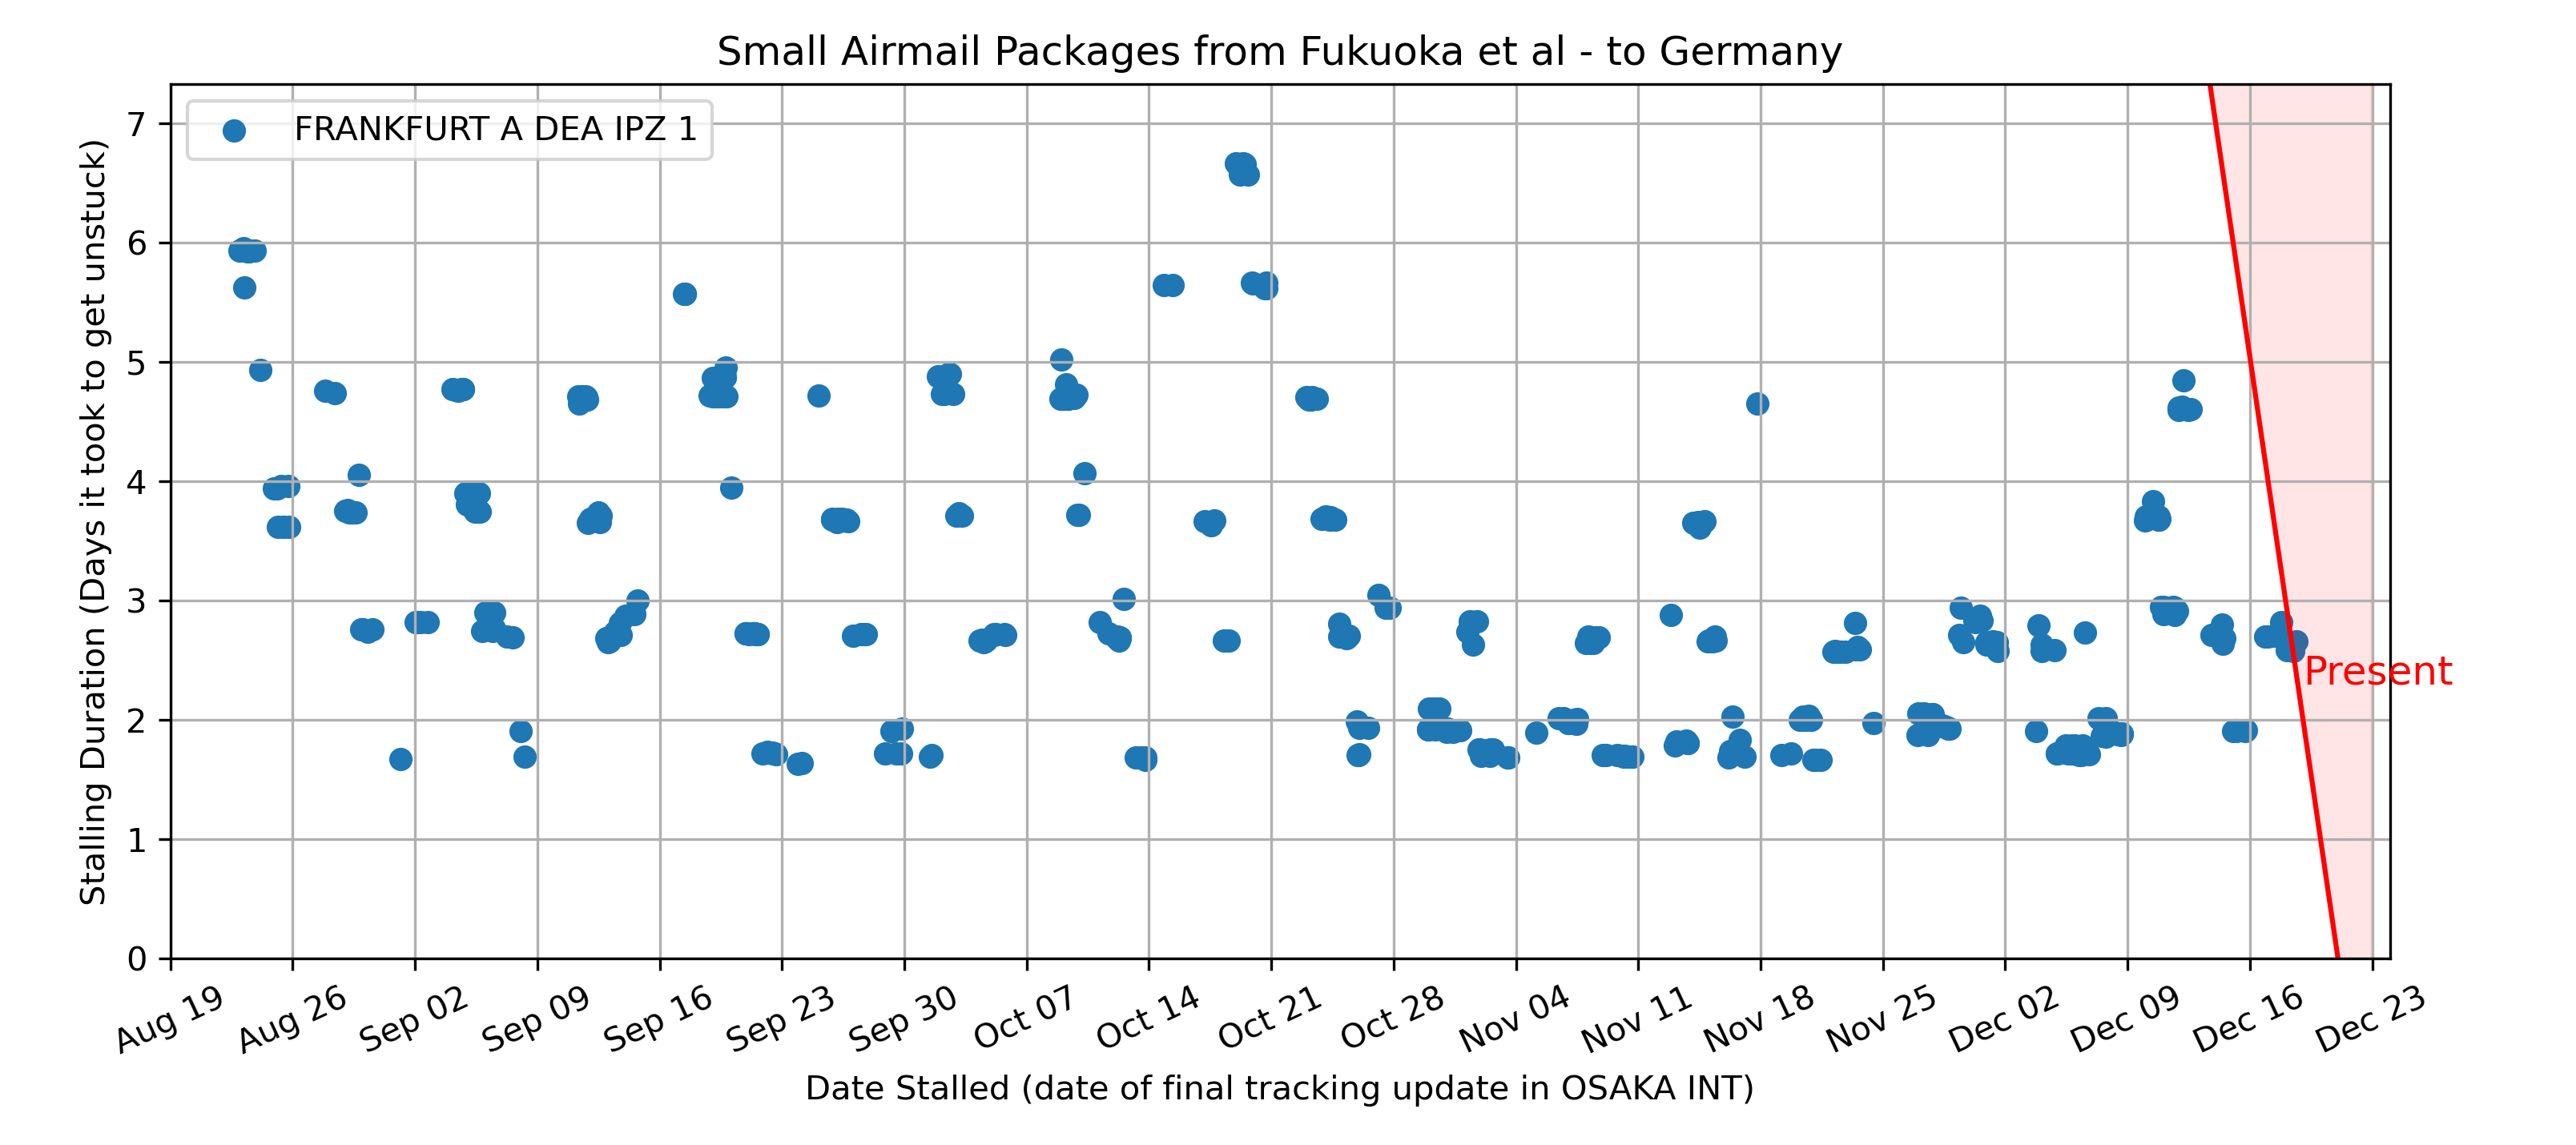 Small Airmail Packages from Fukuoka et al - to Germany
FRANKFURT A DEA IPZ 1
Stalling Duration (Days it took to get unstuck)
7
6
5
4
3
2
1
0
Present
Aug 19
Aug 26
Sep 02
Sep 09
Sep 16
Sep 23
Sep 30
Oct 07
Oct 14
Oct 21
Oct 28
Nov 04
Nov 11
Nov 18
Nov 25
Dec 02
Dec 09
Dec 16
Dec 23
Date Stalled (date of final tracking update in OSAKA INT)